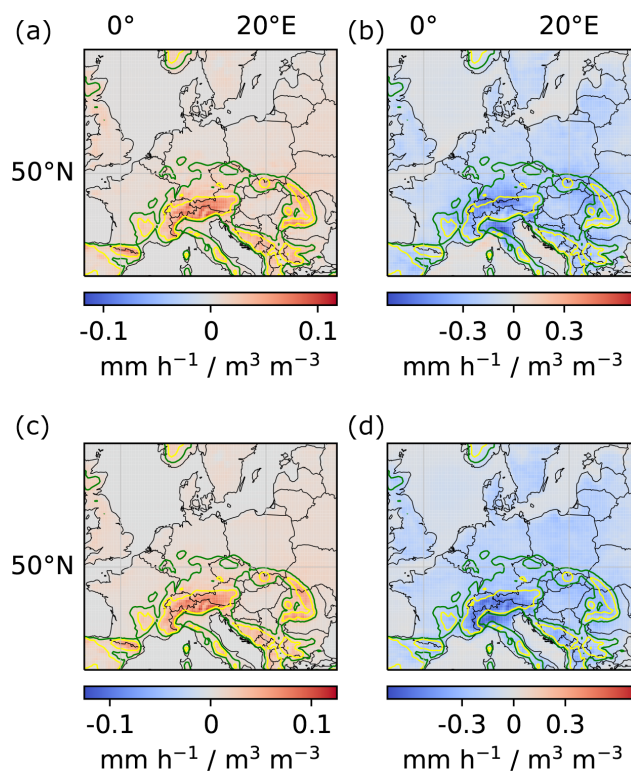 (a) 0° 20°E (b) 0° 20°E
50°N
-0.1 0 0.1 -0.3 0 0.3
mm h⁻¹ / m³ m⁻³ mm h⁻¹ / m³ m⁻³
(c) (d)
50°N
-0.1 0 0.1 -0.3 0 0.3
mm h⁻¹ / m³ m⁻³ mm h⁻¹ / m³ m⁻³